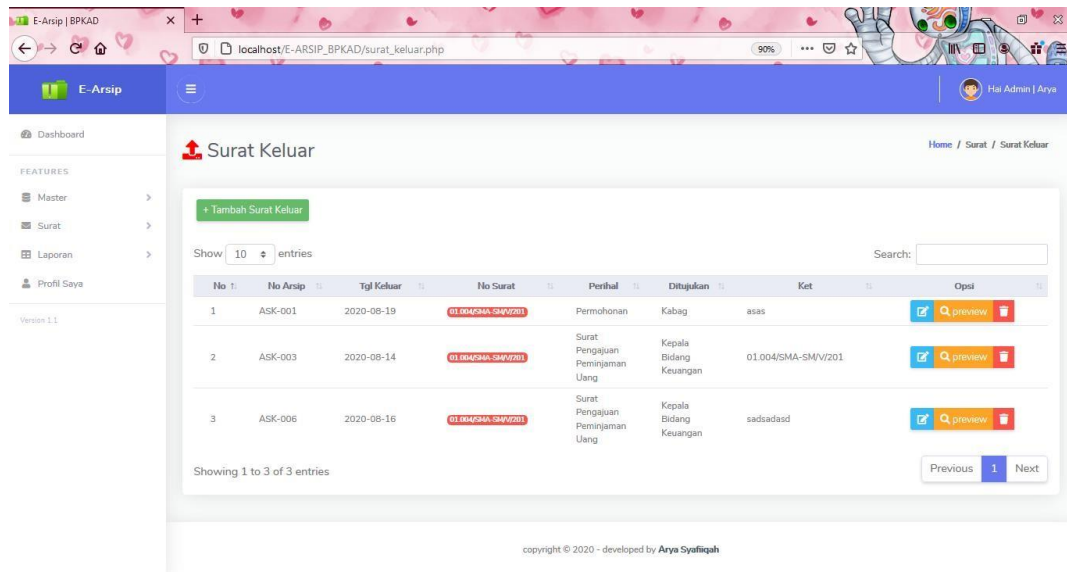 E-Arsip | BPKAD
localhost/E-ARSIP_BPKAD/surat_keluar.php
90%
E-Arsip
Hai Admin | Arya
Dashboard
FEATURES
Master
Surat
Laporan
Profil Saya
Version 1.1
Surat Keluar
Home / Surat / Surat Keluar
+ Tambah Surat Keluar
Show 10 entries
Search:
No No Arsip Tgl Keluar No Surat Perihal Ditujukan Ket Opsi
1 ASK-001 2020-08-19 01.004/SMA-SM/V/201 Permohonan Kabag asas preview
2 ASK-003 2020-08-14 01.004/SMA-SM/V/201 Surat Pengajuan Peminjaman Uang Kepala Bidang Keuangan 01.004/SMA-SM/V/201 preview
3 ASK-006 2020-08-16 01.004/SMA-SM/V/201 Surat Pengajuan Peminjaman Uang Kepala Bidang Keuangan sadsadasd preview
Showing 1 to 3 of 3 entries
Previous 1 Next
copyright © 2020 - developed by Arya Syafiiqah